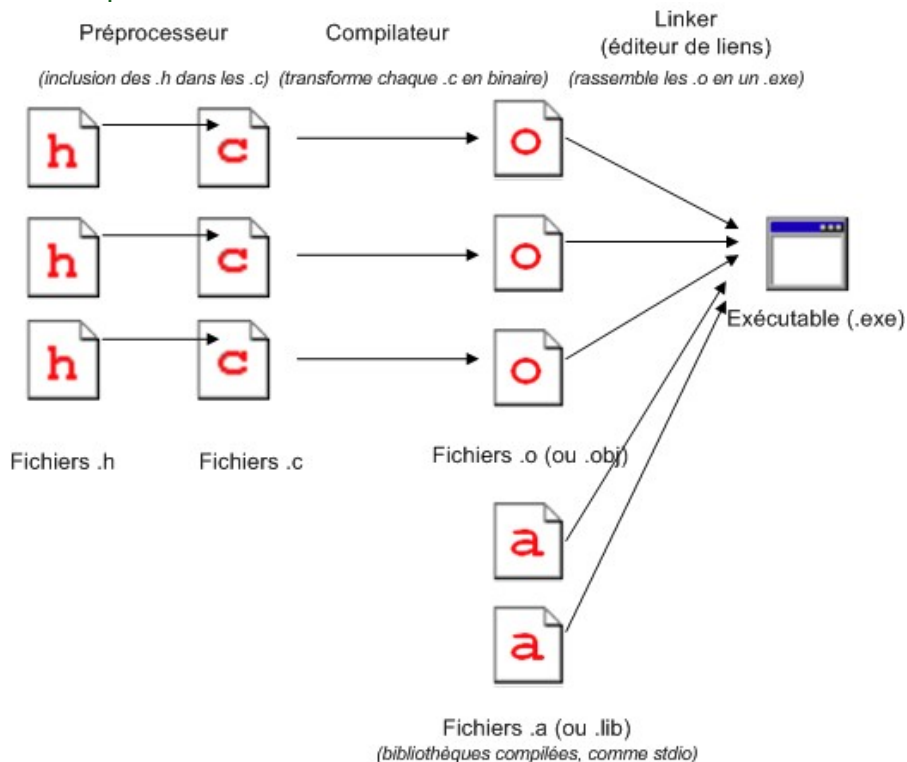 Préprocesseur
Compilateur
Linker
(éditeur de liens)
(inclusion des .h dans les .c)
(transforme chaque .c en binaire)
(rassemble les .o en un .exe)
h
c
o
h
c
o
h
c
o
Exécutable (.exe)
Fichiers .h
Fichiers .c
Fichiers .o (ou .obj)
a
a
Fichiers .a (ou .lib)
(bibliothèques compilées, comme stdio)